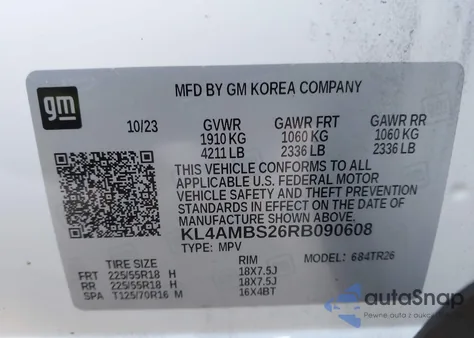 gm
MFD BY GM KOREA COMPANY
10/23 GVWR GAWR FRT GAWR RR
1910 KG 1060 KG 1060 KG
4211 LB 2336 LB 2336 LB
THIS VEHICLE CONFORMS TO ALL
APPLICABLE U.S. FEDERAL MOTOR
VEHICLE SAFETY AND THEFT PREVENTION
STANDARDS IN EFFECT ON THE DATE OF
MANUFACTURE SHOWN ABOVE.
KL4AMBS26RB090608
TYPE: MPV MODEL: 684TR26
TIRE SIZE RIM
FRT 225/55R18 H 18X7.5J
RR 225/55R18 H 18X7.5J
SPA T125/70R16 M 16X4BT
autoSnap
Pewne auta z aukcji